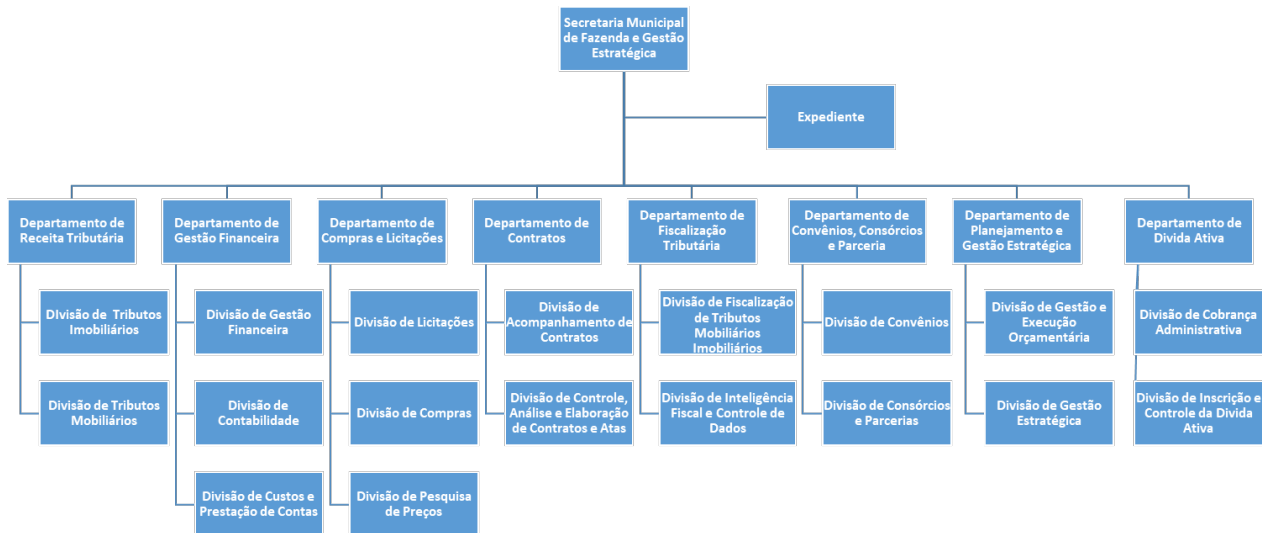 Secretaria Municipal
de Fazenda e Gestão
Estratégica
Expediente
Departamento de
Receita Tributária
Departamento de
Gestão Financeira
Departamento de
Compras e Licitações
Departamento de
Contratos
Departamento de
Fiscalização
Tributária
Departamento de
Convênios, Consórcios
e Parceria
Departamento de
Planejamento e
Gestão Estratégica
Departamento de
Divida Ativa
DIvisão de Tributos
Imobiliários
Divisão de Gestão
Financeira
Divisão de Licitações
Divisão de
Acompanhamento de
Contratos
Divisão de Fiscalização
de Tributos
Mobiliários
Imobiliários
Divisão de Convênios
Divisão de Gestão e
Execução
Orçamentária
Divisão de Cobrança
Administrativa
Divisão de Tributos
Mobiliários
Divisão de
Contabilidade
Divisão de Compras
Divisão de Controle,
Análise e Elaboração
de Contratos e Atas
Divisão de Inteligência
Fiscal e Controle de
Dados
Divisão de Consórcios
e Parcerias
Divisão de Gestão
Estratégica
Divisão de Inscrição e
Controle da Divida
Ativa
Divisão de Custos e
Prestação de Contas
Divisão de Pesquisa
de Preços